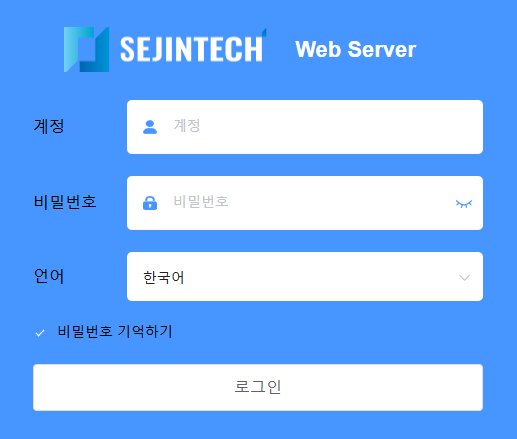 SEJINTECH Web Server
계정 계정
비밀번호 비밀번호
언어 한국어
비밀번호 기억하기
로그인